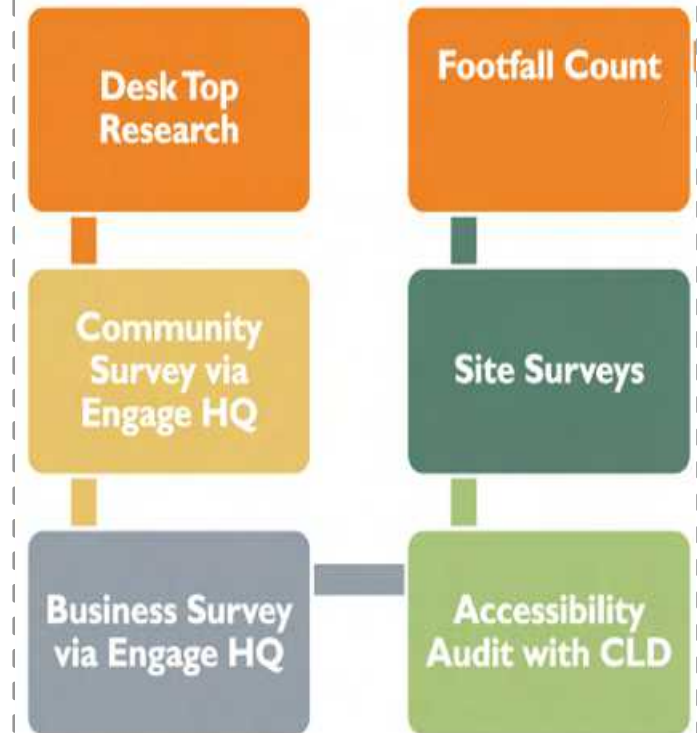 Desk Top
Research
Community
Survey via
Engage HQ
Business Survey
via Engage HQ
Accessibility
Audit with CLD
Site Surveys
Footfall Count